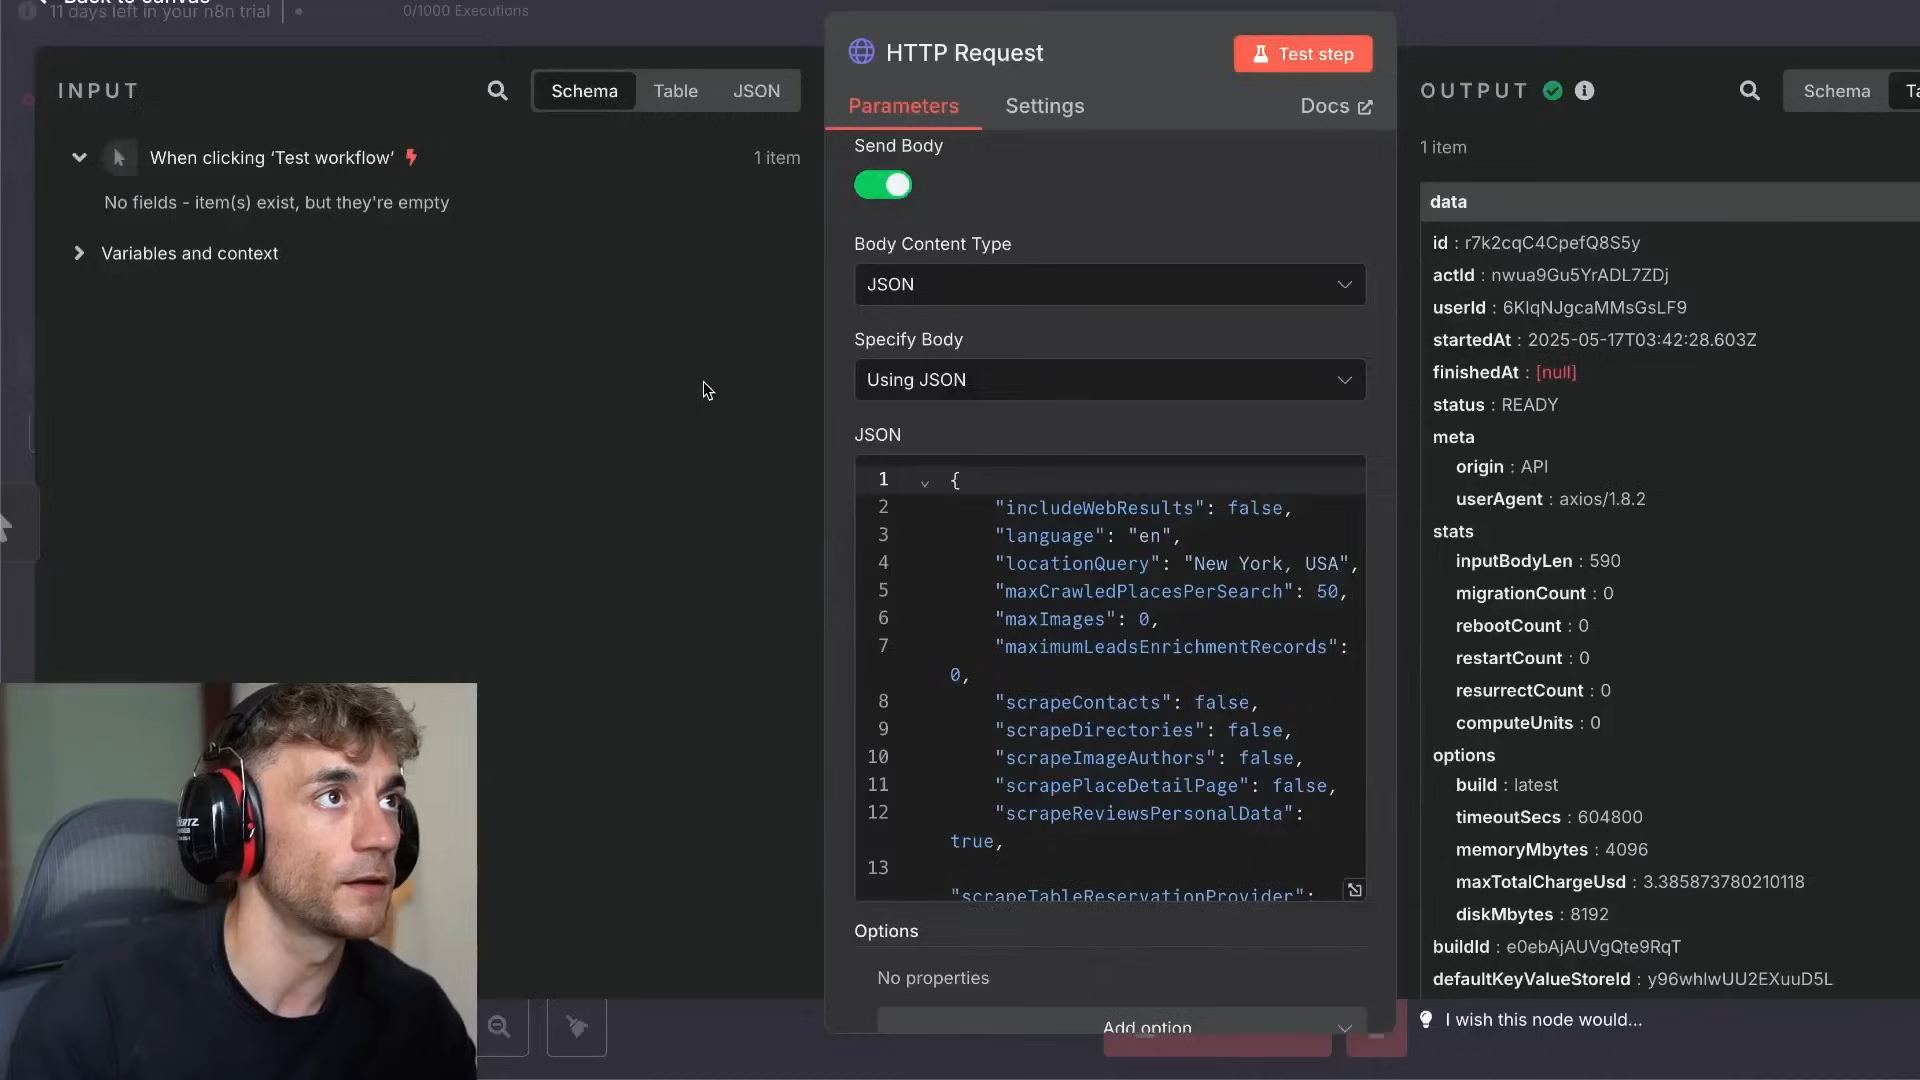 Back to canvas
11 days left in your n8n trial
0/1000 Executions
INPUT
Schema
Table
JSON
When clicking ‘Test workflow’
1 item
No fields - item(s) exist, but they're empty
Variables and context
HTTP Request
Test step
Parameters
Settings
Docs
Send Body
Body Content Type
JSON
Specify Body
Using JSON
JSON
1 {
2 "includeWebResults": false,
3 "language": "en",
4 "locationQuery": "New York, USA",
5 "maxCrawledPlacesPerSearch": 50,
6 "maxImages": 0,
7 "maximumLeadsEnrichmentRecords":
0,
8 "scrapeContacts": false,
9 "scrapeDirectories": false,
10 "scrapeImageAuthors": false,
11 "scrapePlaceDetailPage": false,
12 "scrapeReviewsPersonalData":
true,
13
"scrapeTableReservationProvider":
Options
No properties
Add option
OUTPUT
Schema
1 item
data
id : r7k2cqC4CpefQ8S5y
actId : nwua9Gu5YrADL7ZDj
userId : 6KlqNJgcaMMsGsLF9
startedAt : 2025-05-17T03:42:28.603Z
finishedAt : [null]
status : READY
meta
origin : API
userAgent : axios/1.8.2
stats
inputBodyLen : 590
migrationCount : 0
rebootCount : 0
restartCount : 0
resurrectCount : 0
computeUnits : 0
options
build : latest
timeoutSecs : 604800
memoryMbytes : 4096
maxTotalChargeUsd : 3.385873780210118
diskMbytes : 8192
buildId : e0ebAjAUVgQte9RqT
defaultKeyValueStoreId : y96whlwUU2EXuuD5L
I wish this node would...